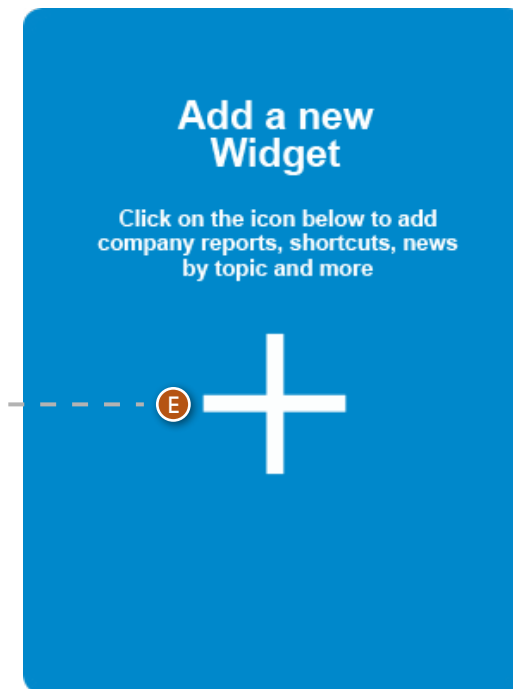 Add a new
Widget
Click on the icon below to add
company reports, shortcuts, news
by topic and more
E